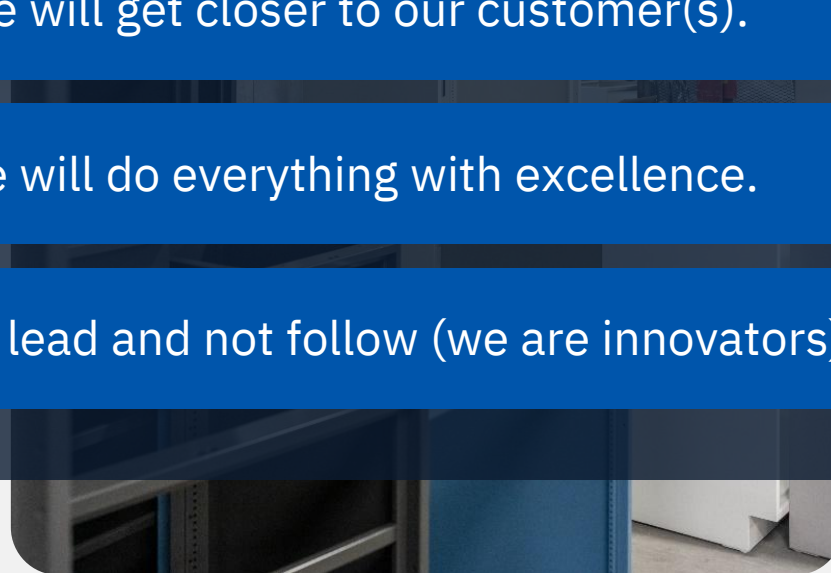 e will get closer to our customer(s).
e will do everything with excellence.
lead and not follow (we are innovators)